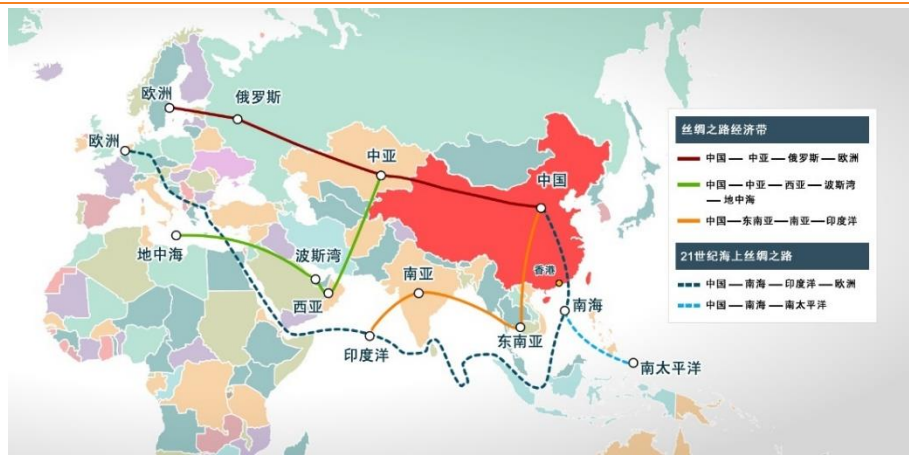 欧洲
俄罗斯
欧洲
中亚
中国
地中海
波斯湾
西亚
南亚
香港
印度洋
东南亚
南海
南太平洋
丝绸之路经济带
中国 — 中亚 — 俄罗斯 — 欧洲
中国 — 中亚 — 西亚 — 波斯湾
— 地中海
中国 — 东南亚 — 南亚 — 印度洋
21世纪海上丝绸之路
中国 — 南海 — 印度洋 — 欧洲
中国 — 南海 — 南太平洋